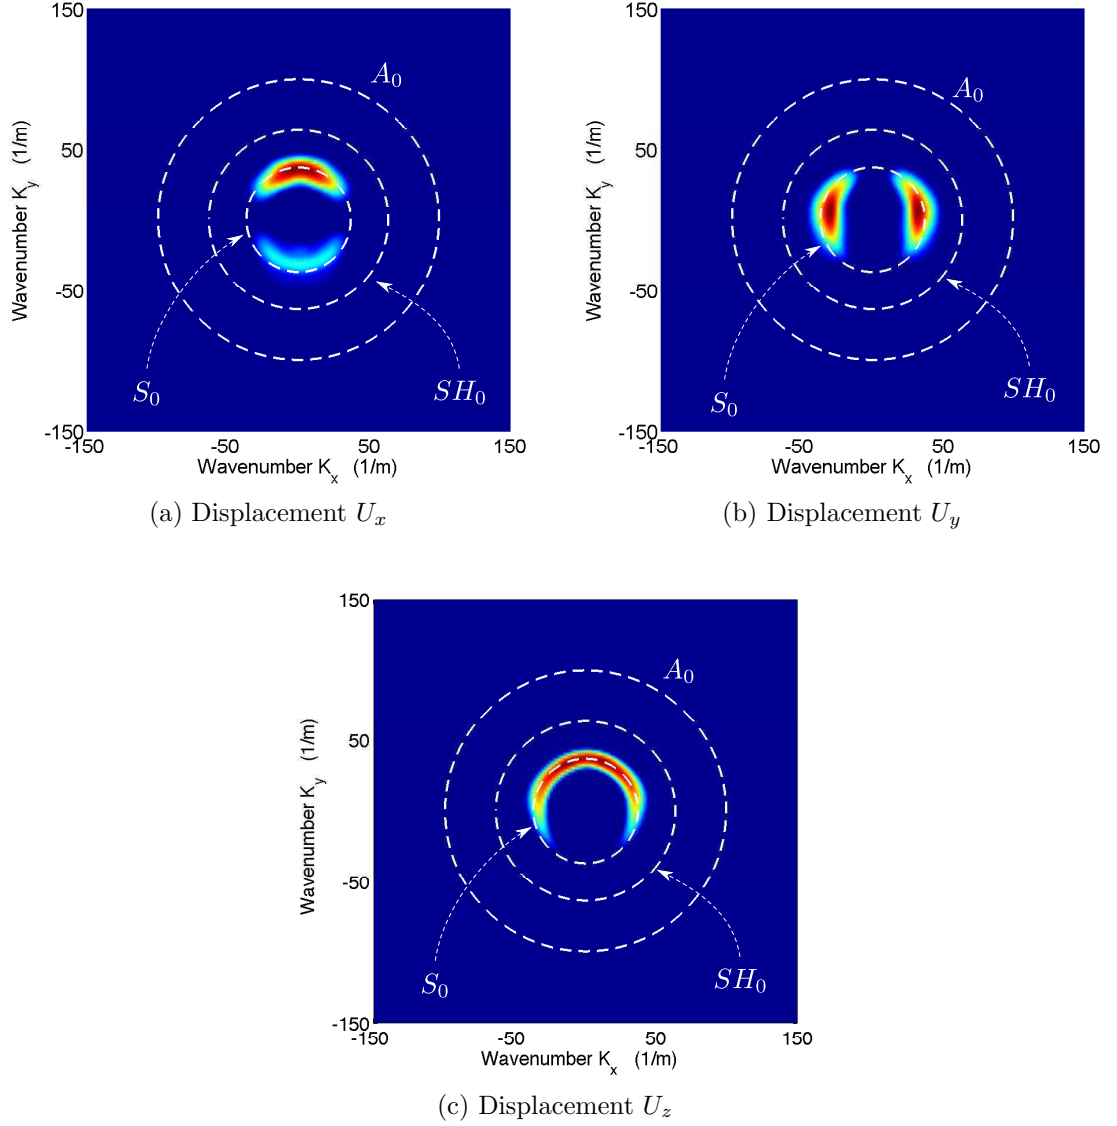 150
50
-50
-150
Wavenumber K_y (1/m)
A_0
S_0
SH_0
-150
-50
50
150
Wavenumber K_x (1/m)
(a) Displacement U_x
150
50
-50
-150
Wavenumber K_y (1/m)
A_0
S_0
SH_0
-150
-50
50
150
Wavenumber K_x (1/m)
(b) Displacement U_y
150
50
-50
-150
Wavenumber K_y (1/m)
A_0
S_0
SH_0
-150
-50
50
150
Wavenumber K_x (1/m)
(c) Displacement U_z